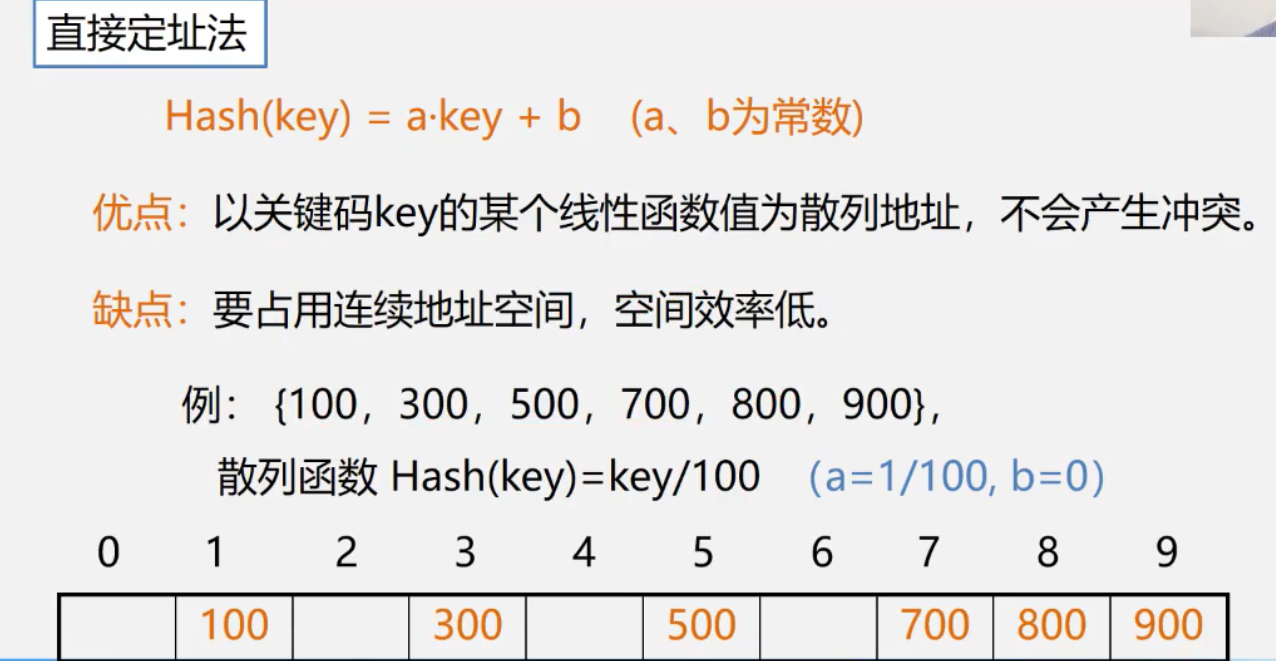 直接定址法
Hash(key) = a·key + b （a、b为常数）
优点：以关键码key的某个线性函数值为散列地址，不会产生冲突。
缺点：要占用连续地址空间，空间效率低。
例： {100，300，500，700，800，900}，
散列函数 Hash(key)=key/100 （a=1/100, b=0）
0 1 2 3 4 5 6 7 8 9
100 300 500 700 800 900